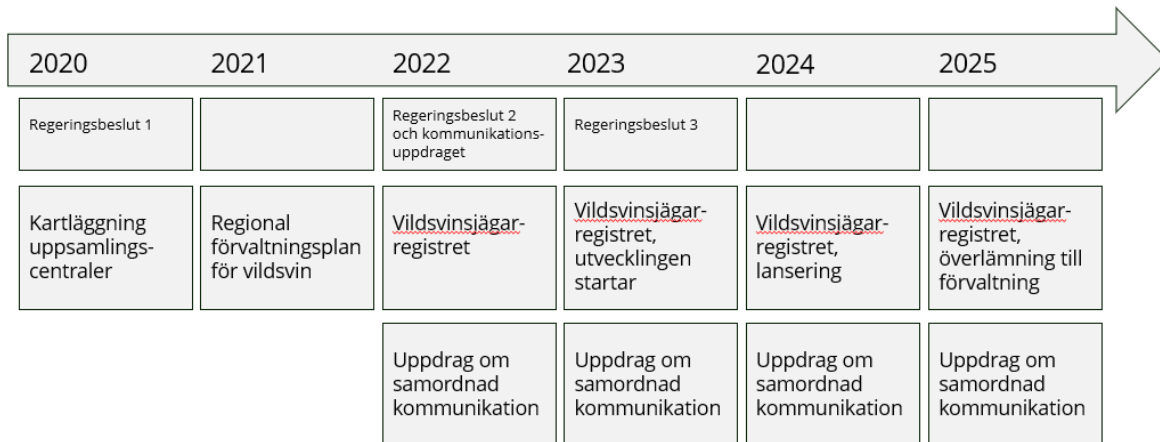 2020 2021 2022 2023 2024 2025
Regeringsbeslut 1
Regeringsbeslut 2
och kommunikations-
uppdraget
Regeringsbeslut 3
Kartläggning
uppsamlings-
centraler
Regional
förvaltningsplan
för vildsvin
Vildsvinsjägar-
registret
Vildsvinsjägar-
registret,
utvecklingen
startar
Vildsvinsjägar-
registret,
lansering
Vildsvinsjägar-
registret,
överlämning till
förvaltning
Uppdrag om
samordnad
kommunikation
Uppdrag om
samordnad
kommunikation
Uppdrag om
samordnad
kommunikation
Uppdrag om
samordnad
kommunikation